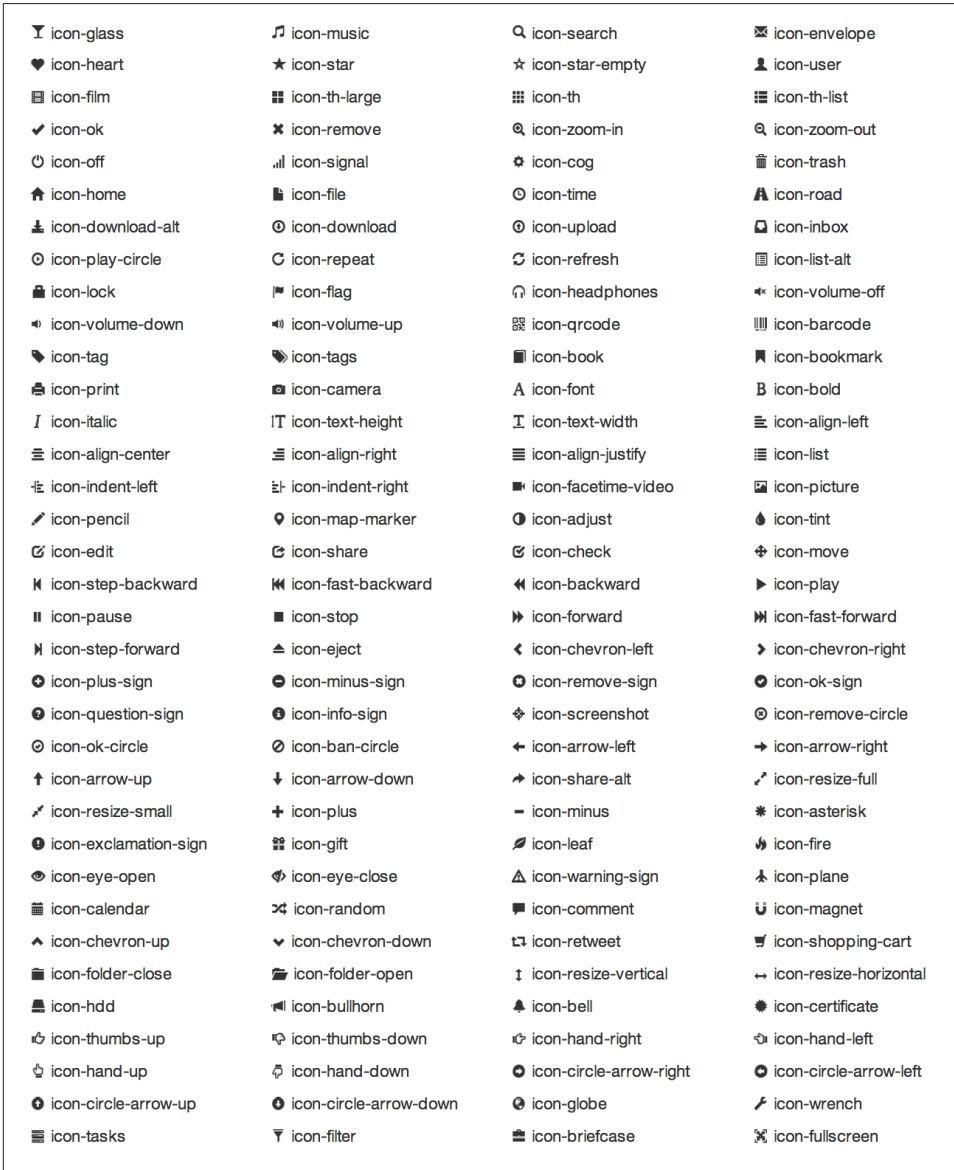 icon-glass icon-music icon-search icon-envelope
icon-heart icon-star icon-star-empty icon-user
icon-film icon-th-large icon-th icon-th-list
icon-ok icon-remove icon-zoom-in icon-zoom-out
icon-off icon-signal icon-cog icon-trash
icon-home icon-file icon-time icon-road
icon-download-alt icon-download icon-upload icon-inbox
icon-play-circle icon-repeat icon-refresh icon-list-alt
icon-lock icon-flag icon-headphones icon-volume-off
icon-volume-down icon-volume-up icon-qrcode icon-barcode
icon-tag icon-tags icon-book icon-bookmark
icon-print icon-camera icon-font icon-bold
icon-italic icon-text-height icon-text-width icon-align-left
icon-align-center icon-align-right icon-align-justify icon-list
icon-indent-left icon-indent-right icon-facetime-video icon-picture
icon-pencil icon-map-marker icon-adjust icon-tint
icon-edit icon-share icon-check icon-move
icon-step-backward icon-fast-backward icon-backward icon-play
icon-pause icon-stop icon-forward icon-fast-forward
icon-step-forward icon-eject icon-chevron-left icon-chevron-right
icon-plus-sign icon-minus-sign icon-remove-sign icon-ok-sign
icon-question-sign icon-info-sign icon-screenshot icon-remove-circle
icon-ok-circle icon-ban-circle icon-arrow-left icon-arrow-right
icon-arrow-up icon-arrow-down icon-share-alt icon-resize-full
icon-resize-small icon-plus icon-minus icon-asterisk
icon-exclamation-sign icon-gift icon-leaf icon-fire
icon-eye-open icon-eye-close icon-warning-sign icon-plane
icon-calendar icon-random icon-comment icon-magnet
icon-chevron-up icon-chevron-down icon-retweet icon-shopping-cart
icon-folder-close icon-folder-open icon-resize-vertical icon-resize-horizontal
icon-hdd icon-bullhorn icon-bell icon-certificate
icon-thumbs-up icon-thumbs-down icon-hand-right icon-hand-left
icon-hand-up icon-hand-down icon-circle-arrow-right icon-circle-arrow-left
icon-circle-arrow-up icon-circle-arrow-down icon-globe icon-wrench
icon-tasks icon-filter icon-briefcase icon-fullscreen